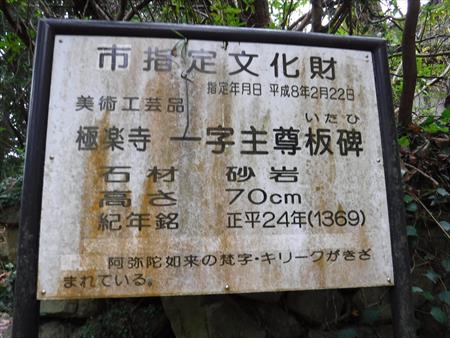 市指定文化財
指定年月日 平成8年2月22日
美術工芸品
いたひ
極楽寺 一字主尊板碑
石材 砂岩
高さ 70cm
紀年銘 正平24年(1369)
阿弥陀如来の梵字・キリークがきざ
まれている。